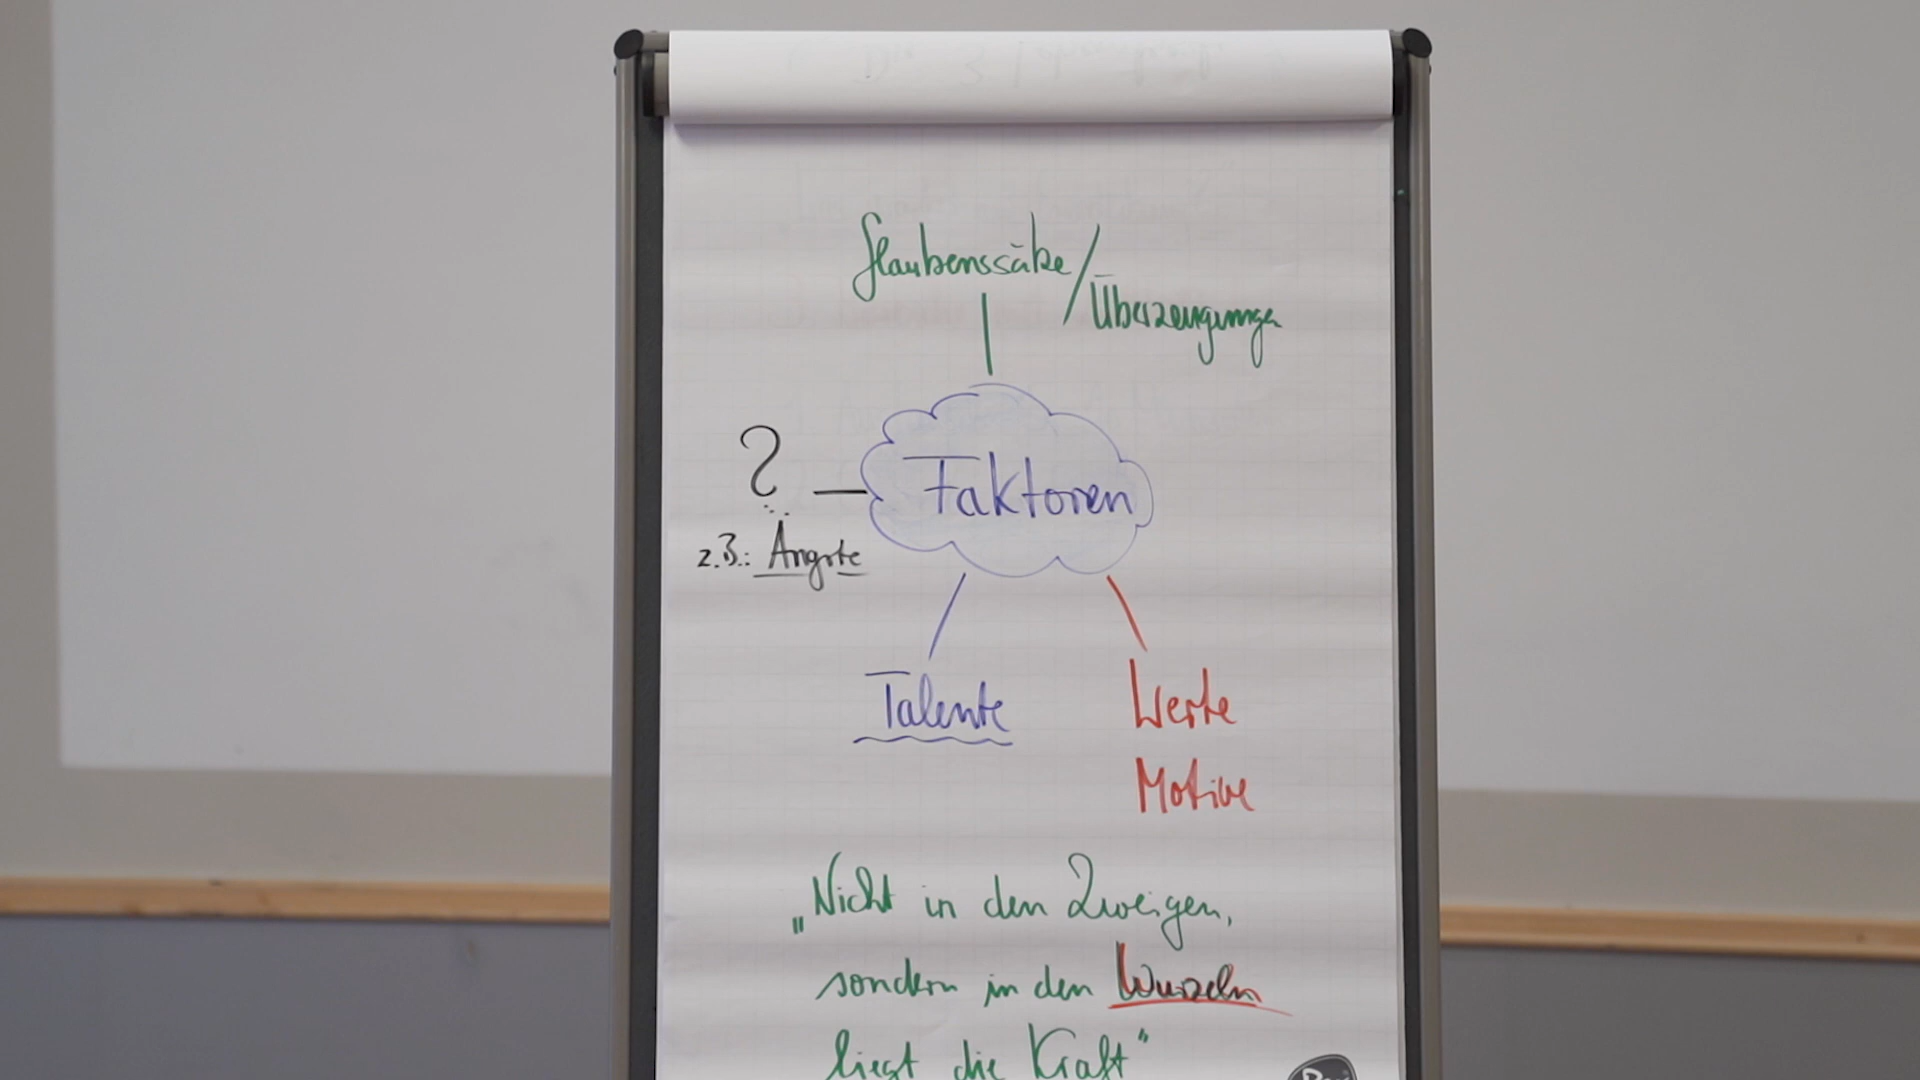 Glaubenssätze/
Überzeugungen
?
Faktoren
z.B.: Ängste
Talente
Werte
Motive
„Nicht in den Zweigen,
sondern in den Wurzeln
liegt die Kraft“